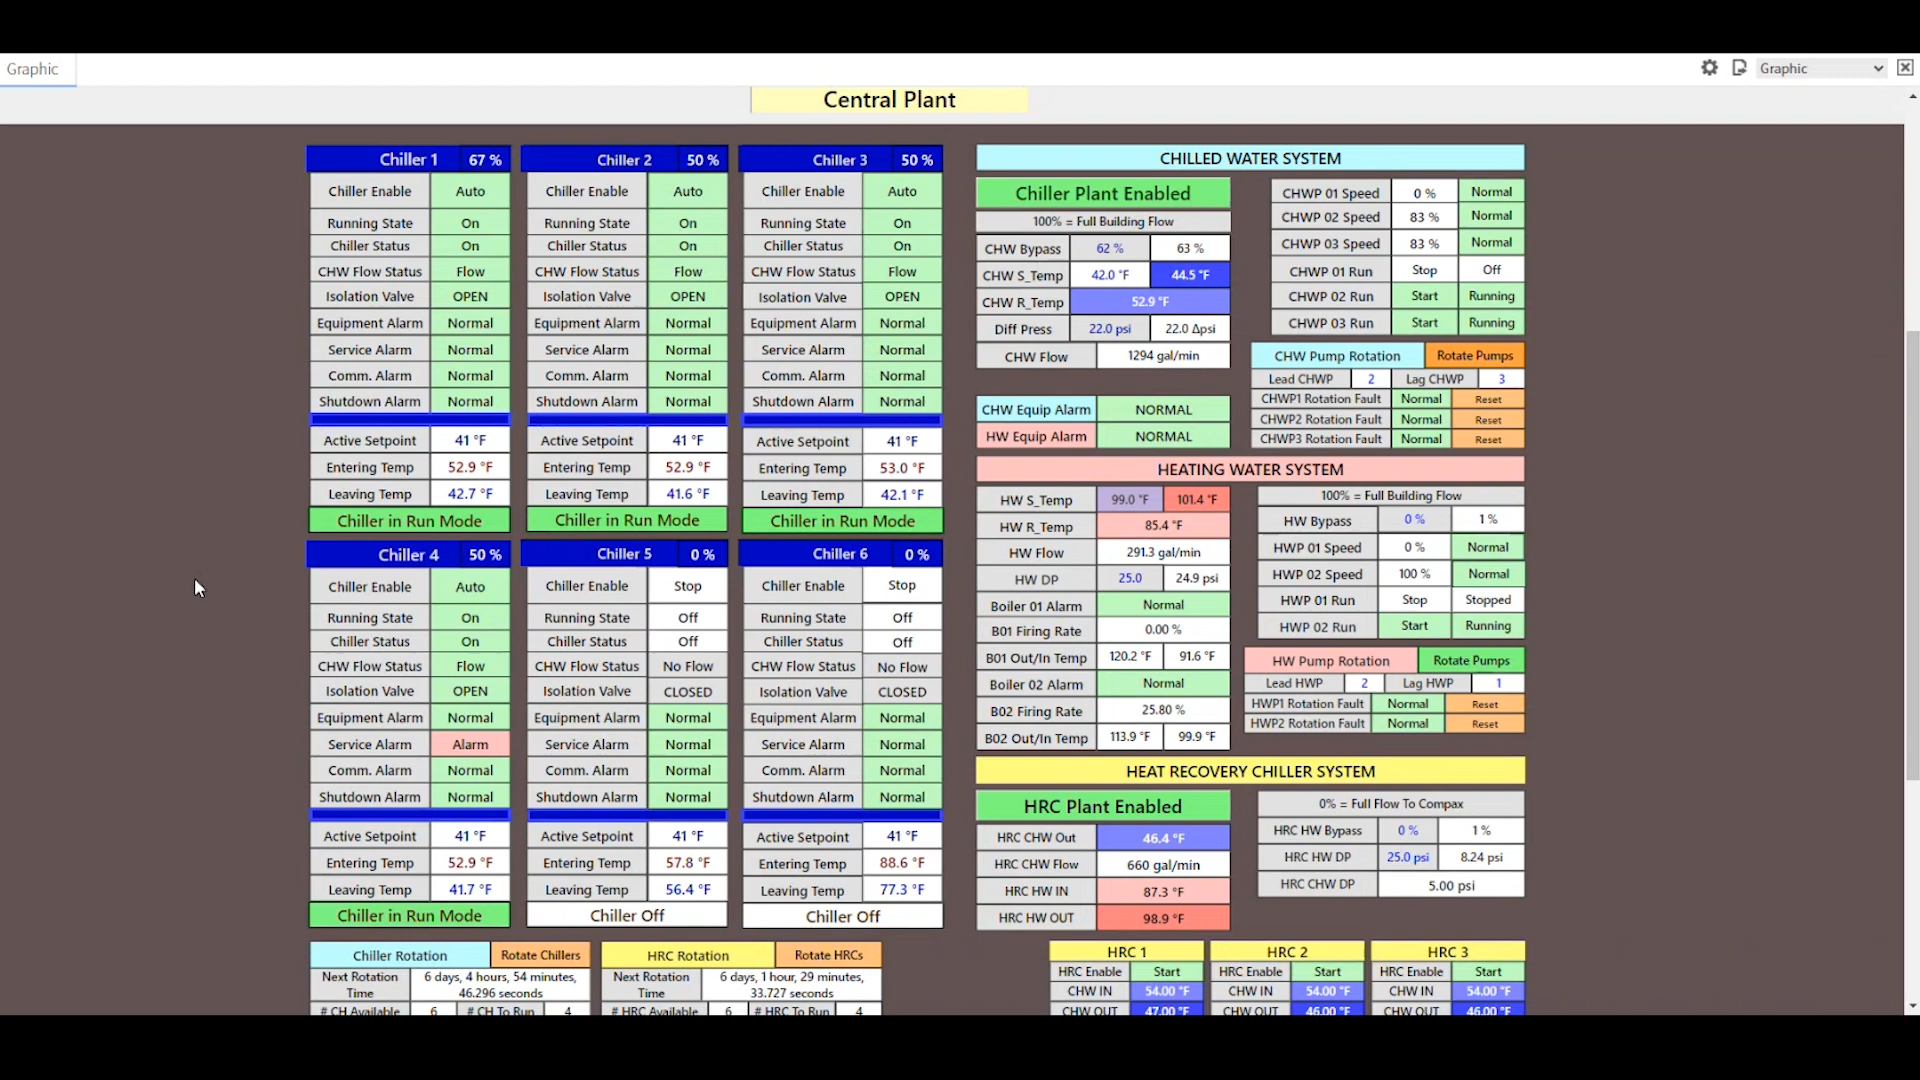 Graphic
Graphic
Central Plant
Chiller 1 67 %
Chiller Enable Auto
Running State On
Chiller Status On
CHW Flow Status Flow
Isolation Valve OPEN
Equipment Alarm Normal
Service Alarm Normal
Comm. Alarm Normal
Shutdown Alarm Normal
Active Setpoint 41 °F
Entering Temp 52.9 °F
Leaving Temp 42.7 °F
Chiller in Run Mode
Chiller 2 50 %
Chiller Enable Auto
Running State On
Chiller Status On
CHW Flow Status Flow
Isolation Valve OPEN
Equipment Alarm Normal
Service Alarm Normal
Comm. Alarm Normal
Shutdown Alarm Normal
Active Setpoint 41 °F
Entering Temp 52.9 °F
Leaving Temp 41.6 °F
Chiller in Run Mode
Chiller 3 50 %
Chiller Enable Auto
Running State On
Chiller Status On
CHW Flow Status Flow
Isolation Valve OPEN
Equipment Alarm Normal
Service Alarm Normal
Comm. Alarm Normal
Shutdown Alarm Normal
Active Setpoint 41 °F
Entering Temp 53.0 °F
Leaving Temp 42.1 °F
Chiller in Run Mode
Chiller 4 50 %
Chiller Enable Auto
Running State On
Chiller Status On
CHW Flow Status Flow
Isolation Valve OPEN
Equipment Alarm Normal
Service Alarm Alarm
Comm. Alarm Normal
Shutdown Alarm Normal
Active Setpoint 41 °F
Entering Temp 52.9 °F
Leaving Temp 41.7 °F
Chiller in Run Mode
Chiller 5 0 %
Chiller Enable Stop
Running State Off
Chiller Status Off
CHW Flow Status No Flow
Isolation Valve CLOSED
Equipment Alarm Normal
Service Alarm Normal
Comm. Alarm Normal
Shutdown Alarm Normal
Active Setpoint 41 °F
Entering Temp 57.8 °F
Leaving Temp 56.4 °F
Chiller Off
Chiller 6 0 %
Chiller Enable Stop
Running State Off
Chiller Status Off
CHW Flow Status No Flow
Isolation Valve CLOSED
Equipment Alarm Normal
Service Alarm Normal
Comm. Alarm Normal
Shutdown Alarm Normal
Active Setpoint 41 °F
Entering Temp 88.6 °F
Leaving Temp 77.3 °F
Chiller Off
Chiller Rotation Rotate Chillers
Next Rotation Time 6 days, 4 hours, 54 minutes, 46.296 seconds
# CH Available 6 # CH To Run 4
HRC Rotation Rotate HRCs
Next Rotation Time 6 days, 1 hour, 29 minutes, 33.727 seconds
# HRC Available 6 # HRC To Run 4
CHILLED WATER SYSTEM
Chiller Plant Enabled
100% = Full Building Flow
CHW Bypass 62 % 63 %
CHW S_Temp 42.0 °F 44.5 °F
CHW R_Temp 52.9 °F
Diff Press 22.0 psi 22.0 Δpsi
CHW Flow 1294 gal/min
CHW Equip Alarm NORMAL
HW Equip Alarm NORMAL
CHWP 01 Speed 0 % Normal
CHWP 02 Speed 83 % Normal
CHWP 03 Speed 83 % Normal
CHWP 01 Run Stop Off
CHWP 02 Run Start Running
CHWP 03 Run Start Running
CHW Pump Rotation Rotate Pumps
Lead CHWP 2 Lag CHWP 3
CHWP1 Rotation Fault Normal Reset
CHWP2 Rotation Fault Normal Reset
CHWP3 Rotation Fault Normal Reset
HEATING WATER SYSTEM
HW S_Temp 99.0 °F 101.4 °F
HW R_Temp 85.4 °F
HW Flow 291.3 gal/min
HW DP 25.0 24.9 psi
Boiler 01 Alarm Normal
B01 Firing Rate 0.00 %
B01 Out/In Temp 120.2 °F 91.6 °F
Boiler 02 Alarm Normal
B02 Firing Rate 25.80 %
B02 Out/In Temp 113.9 °F 99.9 °F
100% = Full Building Flow
HW Bypass 0 % 1 %
HWP 01 Speed 0 % Normal
HWP 02 Speed 100 % Normal
HWP 01 Run Stop Stopped
HWP 02 Run Start Running
HW Pump Rotation Rotate Pumps
Lead HWP 2 Lag HWP 1
HWP1 Rotation Fault Normal Reset
HWP2 Rotation Fault Normal Reset
HEAT RECOVERY CHILLER SYSTEM
HRC Plant Enabled
HRC CHW Out 46.4 °F
HRC CHW Flow 660 gal/min
HRC HW IN 87.3 °F
HRC HW OUT 98.9 °F
0% = Full Flow To Compax
HRC HW Bypass 0 % 1 %
HRC HW DP 25.0 psi 8.24 psi
HRC CHW DP 5.00 psi
HRC 1
HRC Enable Start
CHW IN 54.00 °F
CHW OUT 47.00 °F
HRC 2
HRC Enable Start
CHW IN 54.00 °F
CHW OUT 46.00 °F
HRC 3
HRC Enable Start
CHW IN 54.00 °F
CHW OUT 46.00 °F